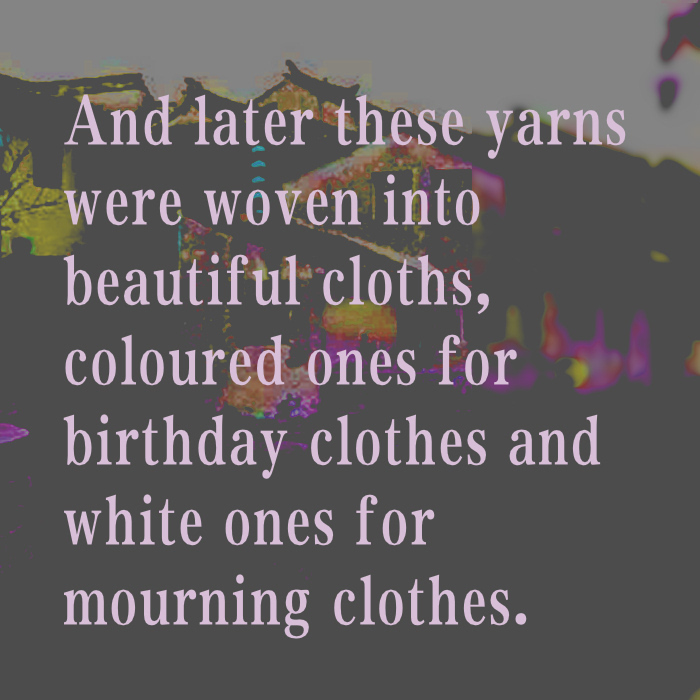 And later these yarns
were woven into
beautiful cloths,
coloured ones for
birthday clothes and
white ones for
mourning clothes.